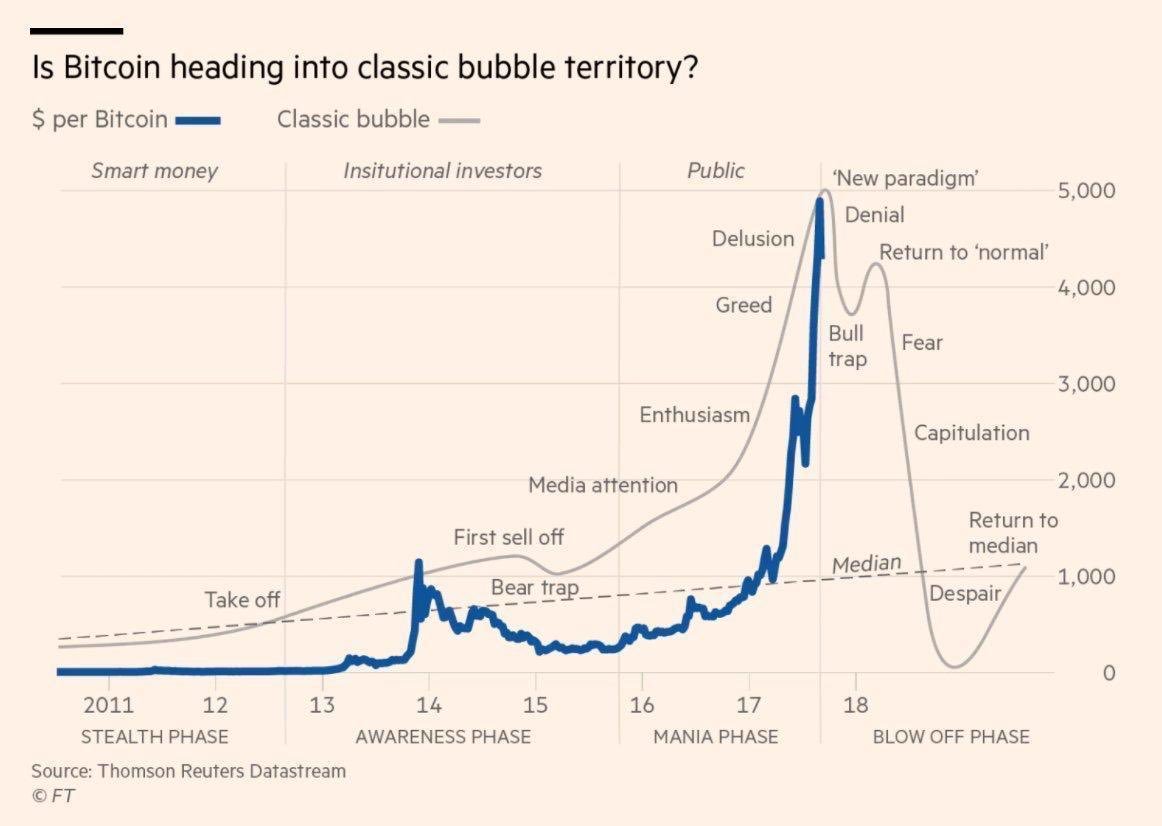 Is Bitcoin heading into classic bubble territory?
$ per Bitcoin
Classic bubble
Smart money
Insitutional investors
Public
'New paradigm'
5,000
Denial
Delusion
Return to 'normal'
4,000
Greed
Bull
trap
Fear
3,000
Enthusiasm
Capitulation
Media attention
2,000
First sell off
Return to
median
Median
1,000
Bear trap
Take off
Despair
0
2011
12
13
14
15
16
17
18
STEALTH PHASE
AWARENESS PHASE
MANIA PHASE
BLOW OFF PHASE
Source: Thomson Reuters Datastream
© FT